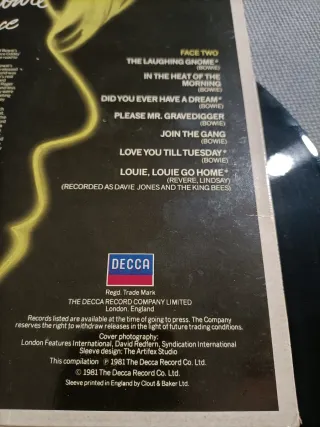 FACE TWO
THE LAUGHING GNOME*
(BOWIE)
IN THE HEAT OF THE
MORNING
(BOWIE)
DID YOU EVER HAVE A DREAM*
(BOWIE)
PLEASE MR. GRAVEDIGGER
(BOWIE)
JOIN THE GANG
(BOWIE)
LOVE YOU TILL TUESDAY*
(BOWIE)
LOUIE, LOUIE GO HOME*
(REVERE, LINDSAY)
(RECORDED AS DAVIE JONES AND THE KING BEES)
DECCA
Regd. Trade Mark
THE DECCA RECORD COMPANY LIMITED
London, England
Records listed are available at the time of going to press. The Company
reserves the right to withdraw releases in the light of future trading conditions.
Cover photography:
London Features International, David Redfern, Syndication International
Sleeve design: The Artifex Studio
This compilation ℗ 1981 The Decca Record Co. Ltd.
© 1981 The Decca Record Co. Ltd.
Sleeve printed in England by Clout & Baker Ltd.